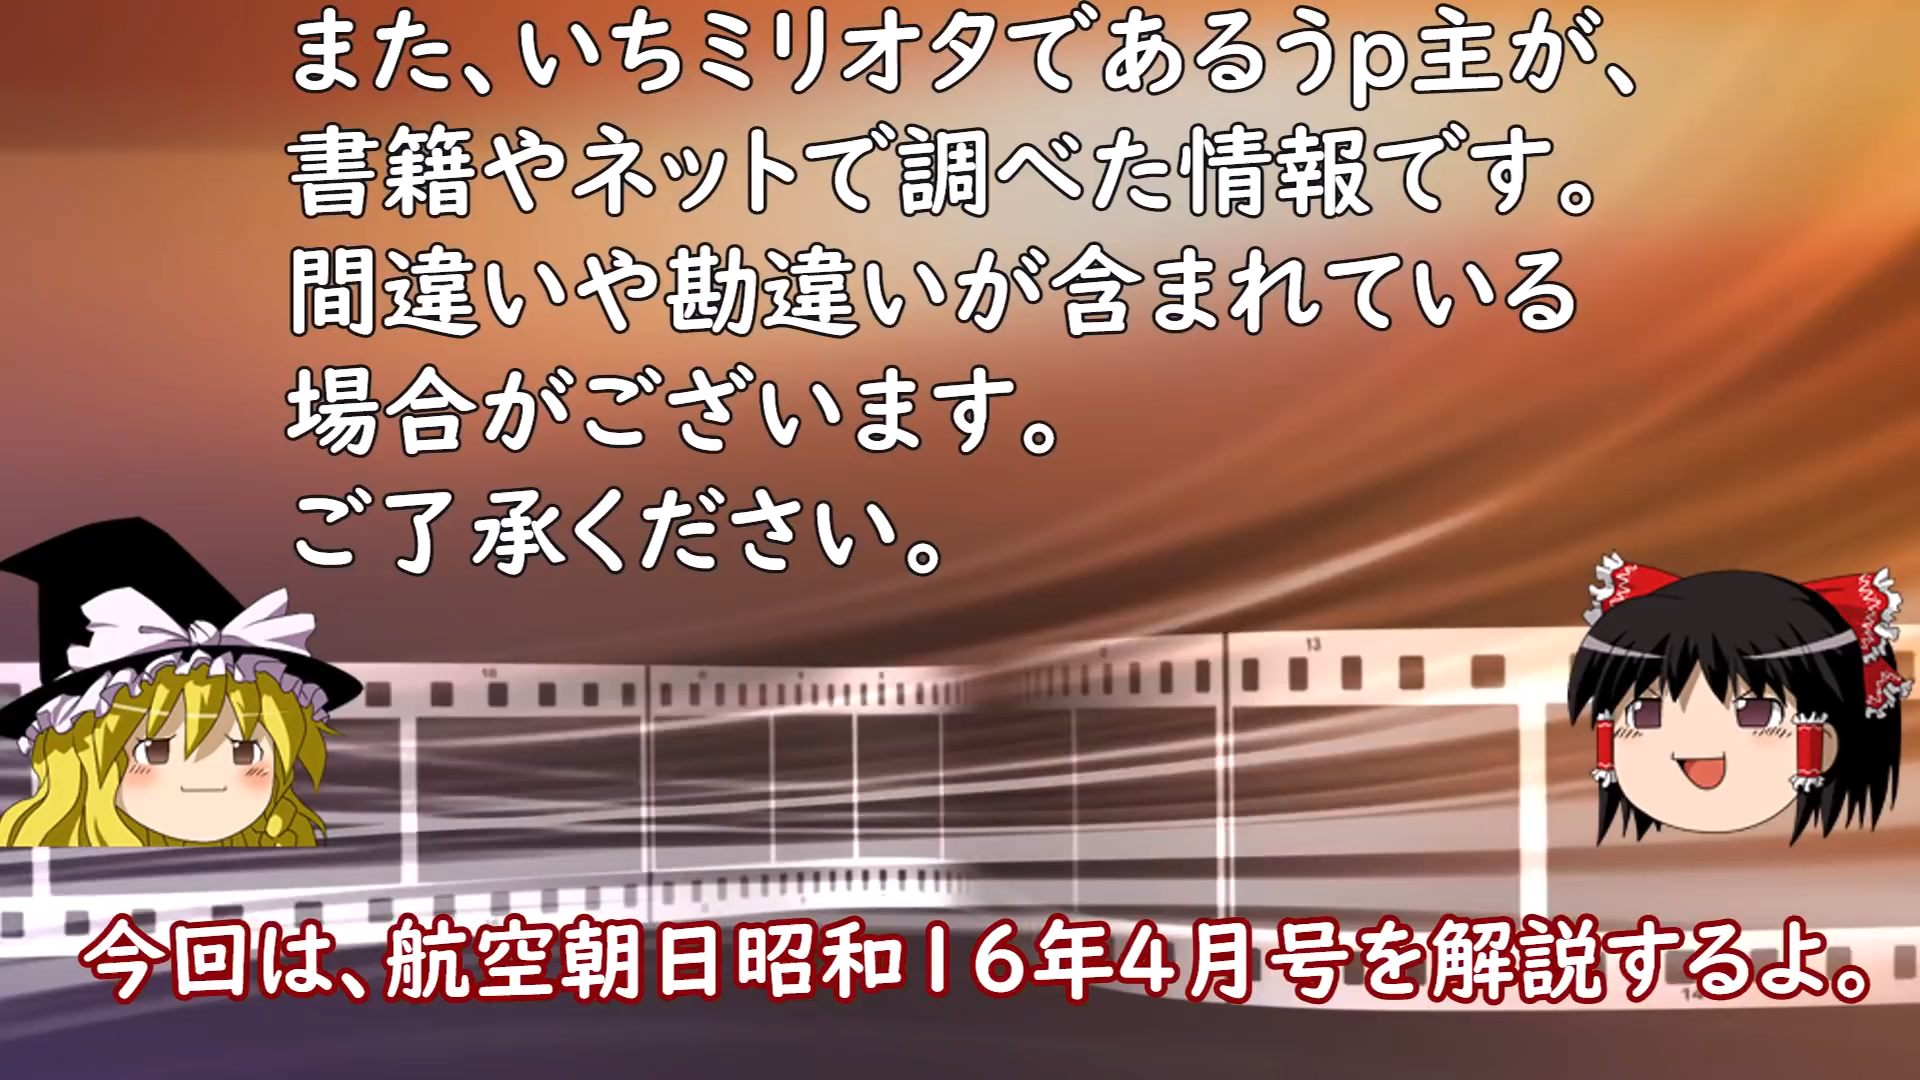 また、いちミリオタであるうp主が、
書籍やネットで調べた情報です。
間違いや勘違いが含まれている
場合がございます。
ご了承ください。
13
10
今回は、航空朝日昭和16年4月号を解説するよ。
14